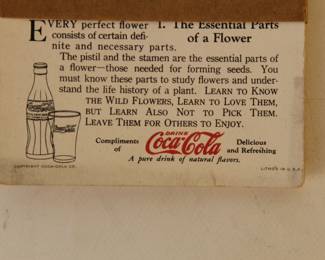 EVERY perfect flower
consists of certain defi-
nite and necessary parts.
1. The Essential Parts
of a Flower
The pistil and the stamen are the essential parts of
a flower—those needed for forming seeds. You
must know these parts to study flowers and under-
stand the life history of a plant. LEARN TO KNOW
THE WILD FLOWERS, LEARN TO LOVE THEM,
BUT LEARN ALSO NOT TO PICK THEM.
LEAVE THEM FOR OTHERS TO ENJOY.
Compliments
of
DRINK
Coca-Cola
Delicious
and Refreshing
A pure drink of natural flavors.
COPYRIGHT COCA-COLA CO.
LITHO'D IN U.S.A.